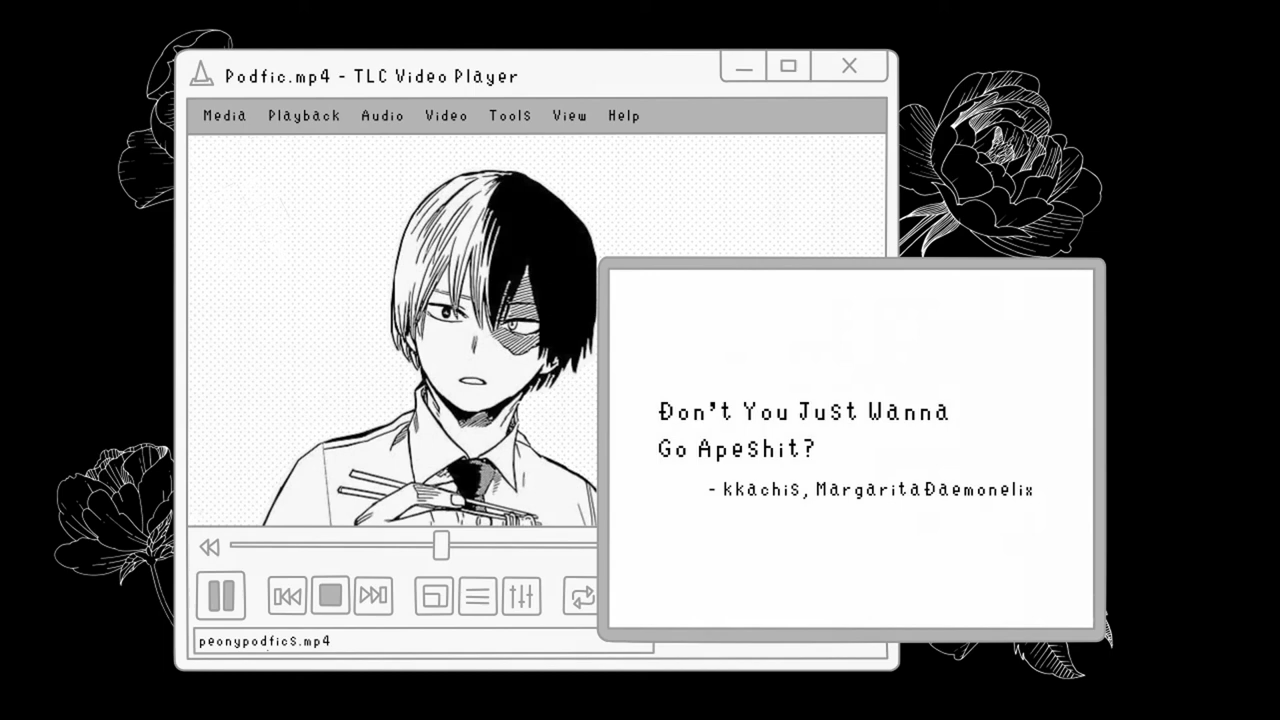 Podfic.mp4 - TLC Video Player
Media Playback Audio Video Tools View Help
Don't You Just Wanna
Go Apeshit?
- kkachis, MargaritaDaemonelix
peonypodfics.mp4